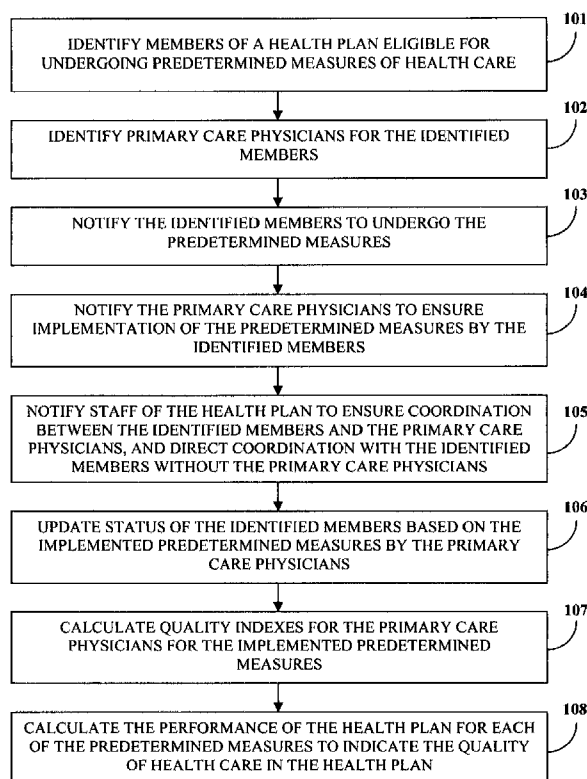 101
IDENTIFY MEMBERS OF A HEALTH PLAN ELIGIBLE FOR
UNDERGOING PREDETERMINED MEASURES OF HEALTH CARE
102
IDENTIFY PRIMARY CARE PHYSICIANS FOR THE IDENTIFIED
MEMBERS
103
NOTIFY THE IDENTIFIED MEMBERS TO UNDERGO THE
PREDETERMINED MEASURES
104
NOTIFY THE PRIMARY CARE PHYSICIANS TO ENSURE
IMPLEMENTATION OF THE PREDETERMINED MEASURES BY THE
IDENTIFIED MEMBERS
105
NOTIFY STAFF OF THE HEALTH PLAN TO ENSURE COORDINATION
BETWEEN THE IDENTIFIED MEMBERS AND THE PRIMARY CARE
PHYSICIANS, AND DIRECT COORDINATION WITH THE IDENTIFIED
MEMBERS WITHOUT THE PRIMARY CARE PHYSICIANS
106
UPDATE STATUS OF THE IDENTIFIED MEMBERS BASED ON THE
IMPLEMENTED PREDETERMINED MEASURES BY THE PRIMARY
CARE PHYSICIANS
107
CALCULATE QUALITY INDEXES FOR THE PRIMARY CARE
PHYSICIANS FOR THE IMPLEMENTED PREDETERMINED
MEASURES
108
CALCULATE THE PERFORMANCE OF THE HEALTH PLAN FOR EACH
OF THE PREDETERMINED MEASURES TO INDICATE THE QUALITY
OF HEALTH CARE IN THE HEALTH PLAN